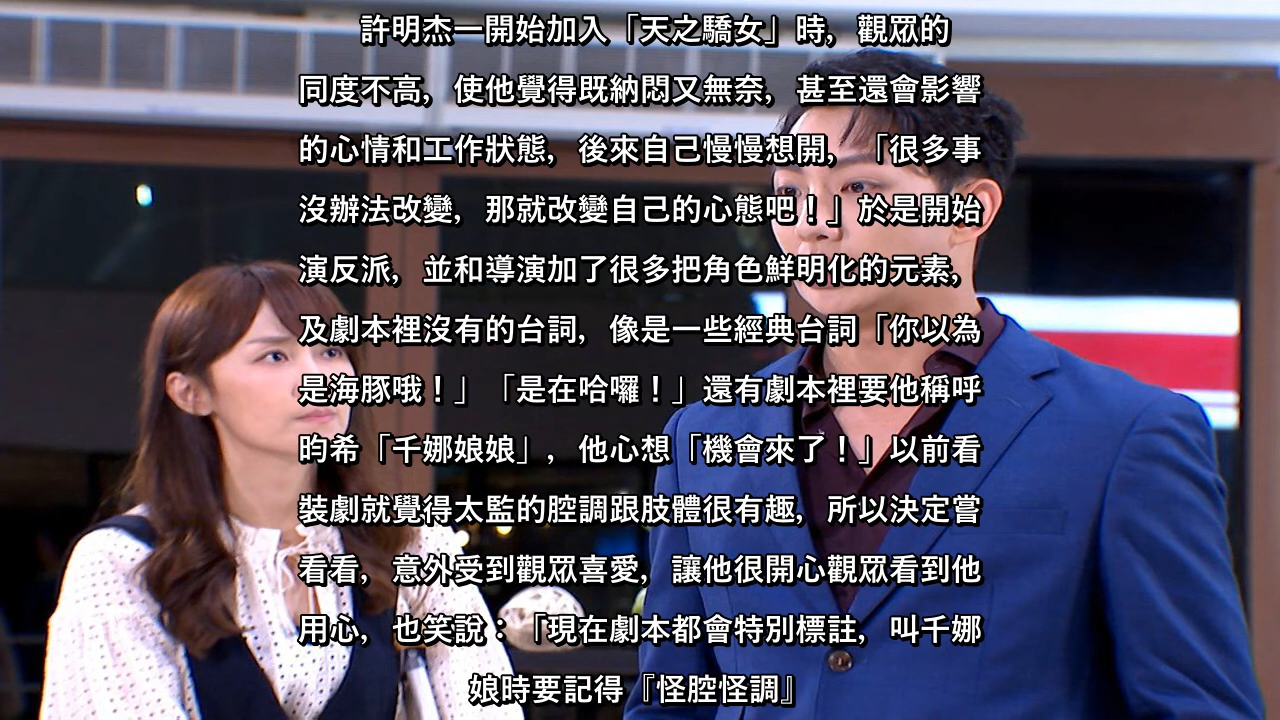 許明杰一開始加入「天之驕女」時，觀眾的
同度不高，使他覺得既納悶又無奈，甚至還會影響
的心情和工作狀態，後來自己慢慢想開，「很多事
沒辦法改變，那就改變自己的心態吧！」於是開始
演反派，並和導演加了很多把角色鮮明化的元素，
及劇本裡沒有的台詞，像是一些經典台詞「你以為
是海豚哦！」「是在哈囉！」還有劇本裡要他稱呼
昀希「千娜娘娘」，他心想「機會來了！」以前看
裝劇就覺得太監的腔調跟肢體很有趣，所以決定嘗
看看，意外受到觀眾喜愛，讓他很開心觀眾看到他
用心，也笑說：「現在劇本都會特別標註，叫千娜
娘時要記得『怪腔怪調』